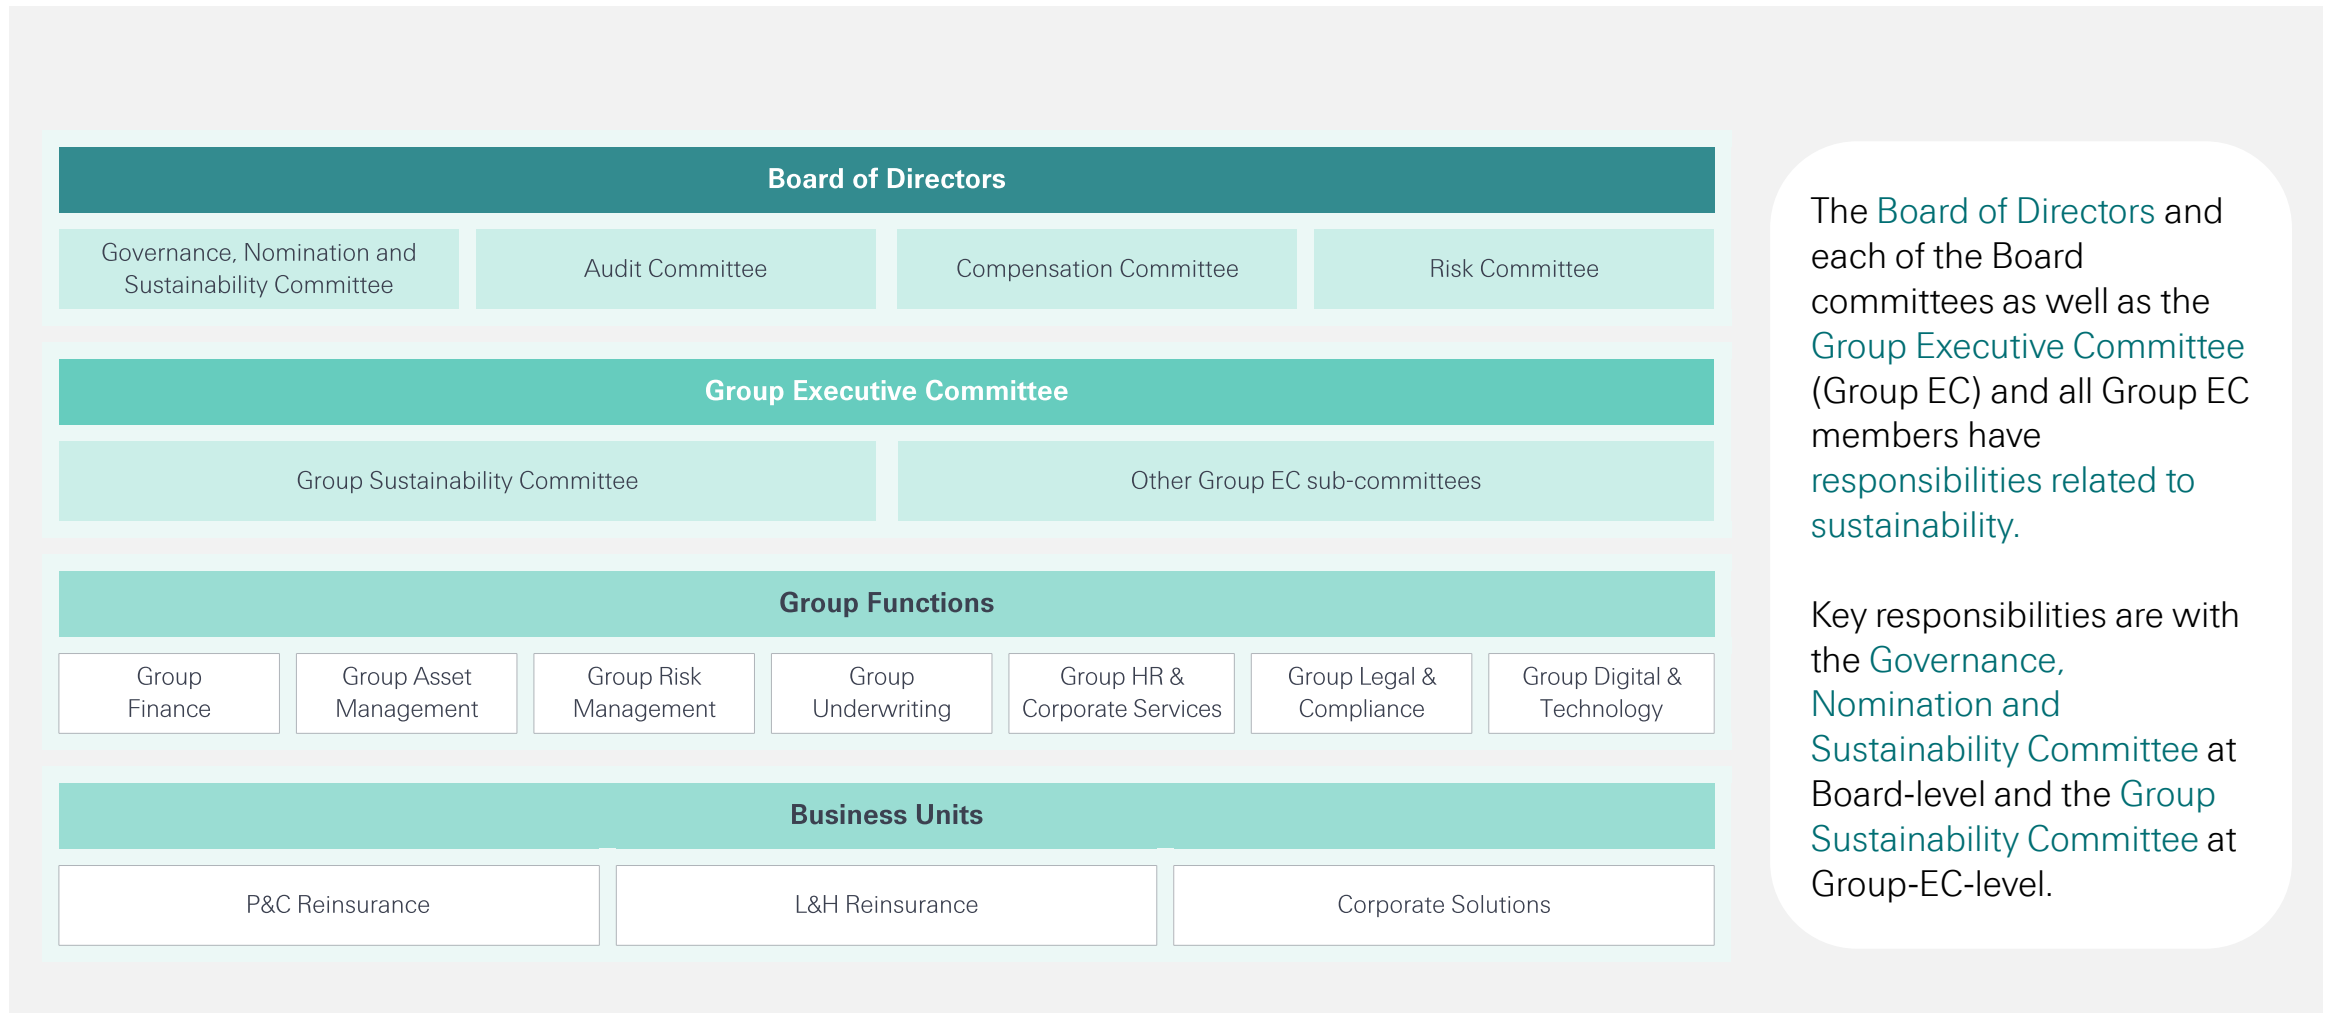 Board of Directors
Governance, Nomination and
Sustainability Committee
Audit Committee
Compensation Committee
Risk Committee
Group Executive Committee
Group Sustainability Committee
Other Group EC sub-committees
Group Functions
Group
Finance
Group Asset
Management
Group Risk
Management
Group
Underwriting
Group HR &
Corporate Services
Group Legal &
Compliance
Group Digital &
Technology
Business Units
P&C Reinsurance
L&H Reinsurance
Corporate Solutions
The Board of Directors and
each of the Board
committees as well as the
Group Executive Committee
(Group EC) and all Group EC
members have
responsibilities related to
sustainability.
Key responsibilities are with
the Governance,
Nomination and
Sustainability Committee at
Board-level and the Group
Sustainability Committee at
Group-EC-level.